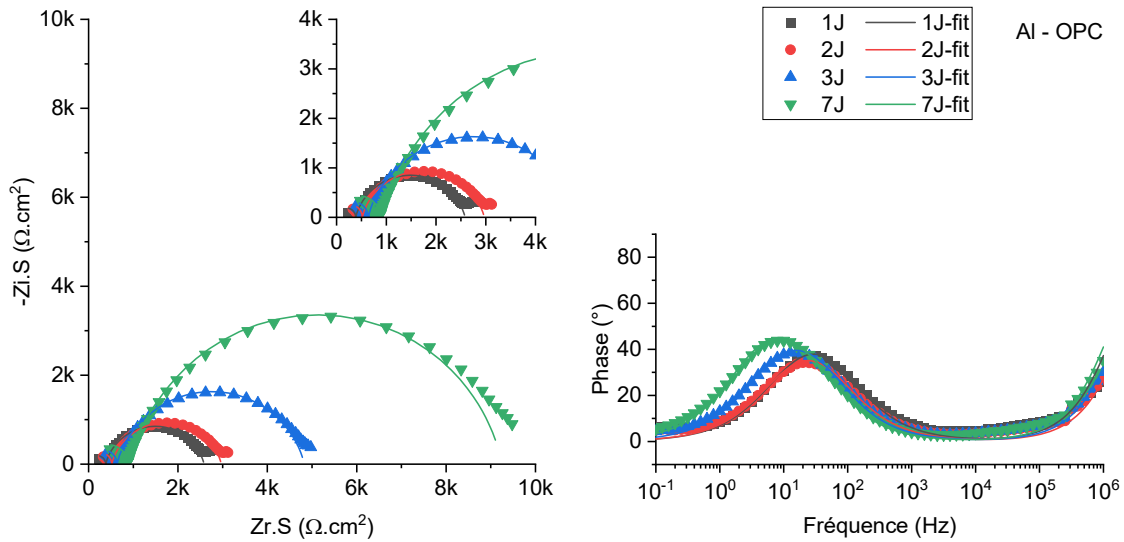 1J 1J-fit
2J 2J-fit
3J 3J-fit
7J 7J-fit
Al - OPC
10k
8k
6k
4k
2k
0
-Zi.S (Ω.cm²)
0 2k 4k 6k 8k 10k
Zr.S (Ω.cm²)
4k
3k
2k
1k
0
0 1k 2k 3k 4k
80
60
40
20
0
Phase (°)
10⁻¹ 10⁰ 10¹ 10² 10³ 10⁴ 10⁵ 10⁶
Fréquence (Hz)